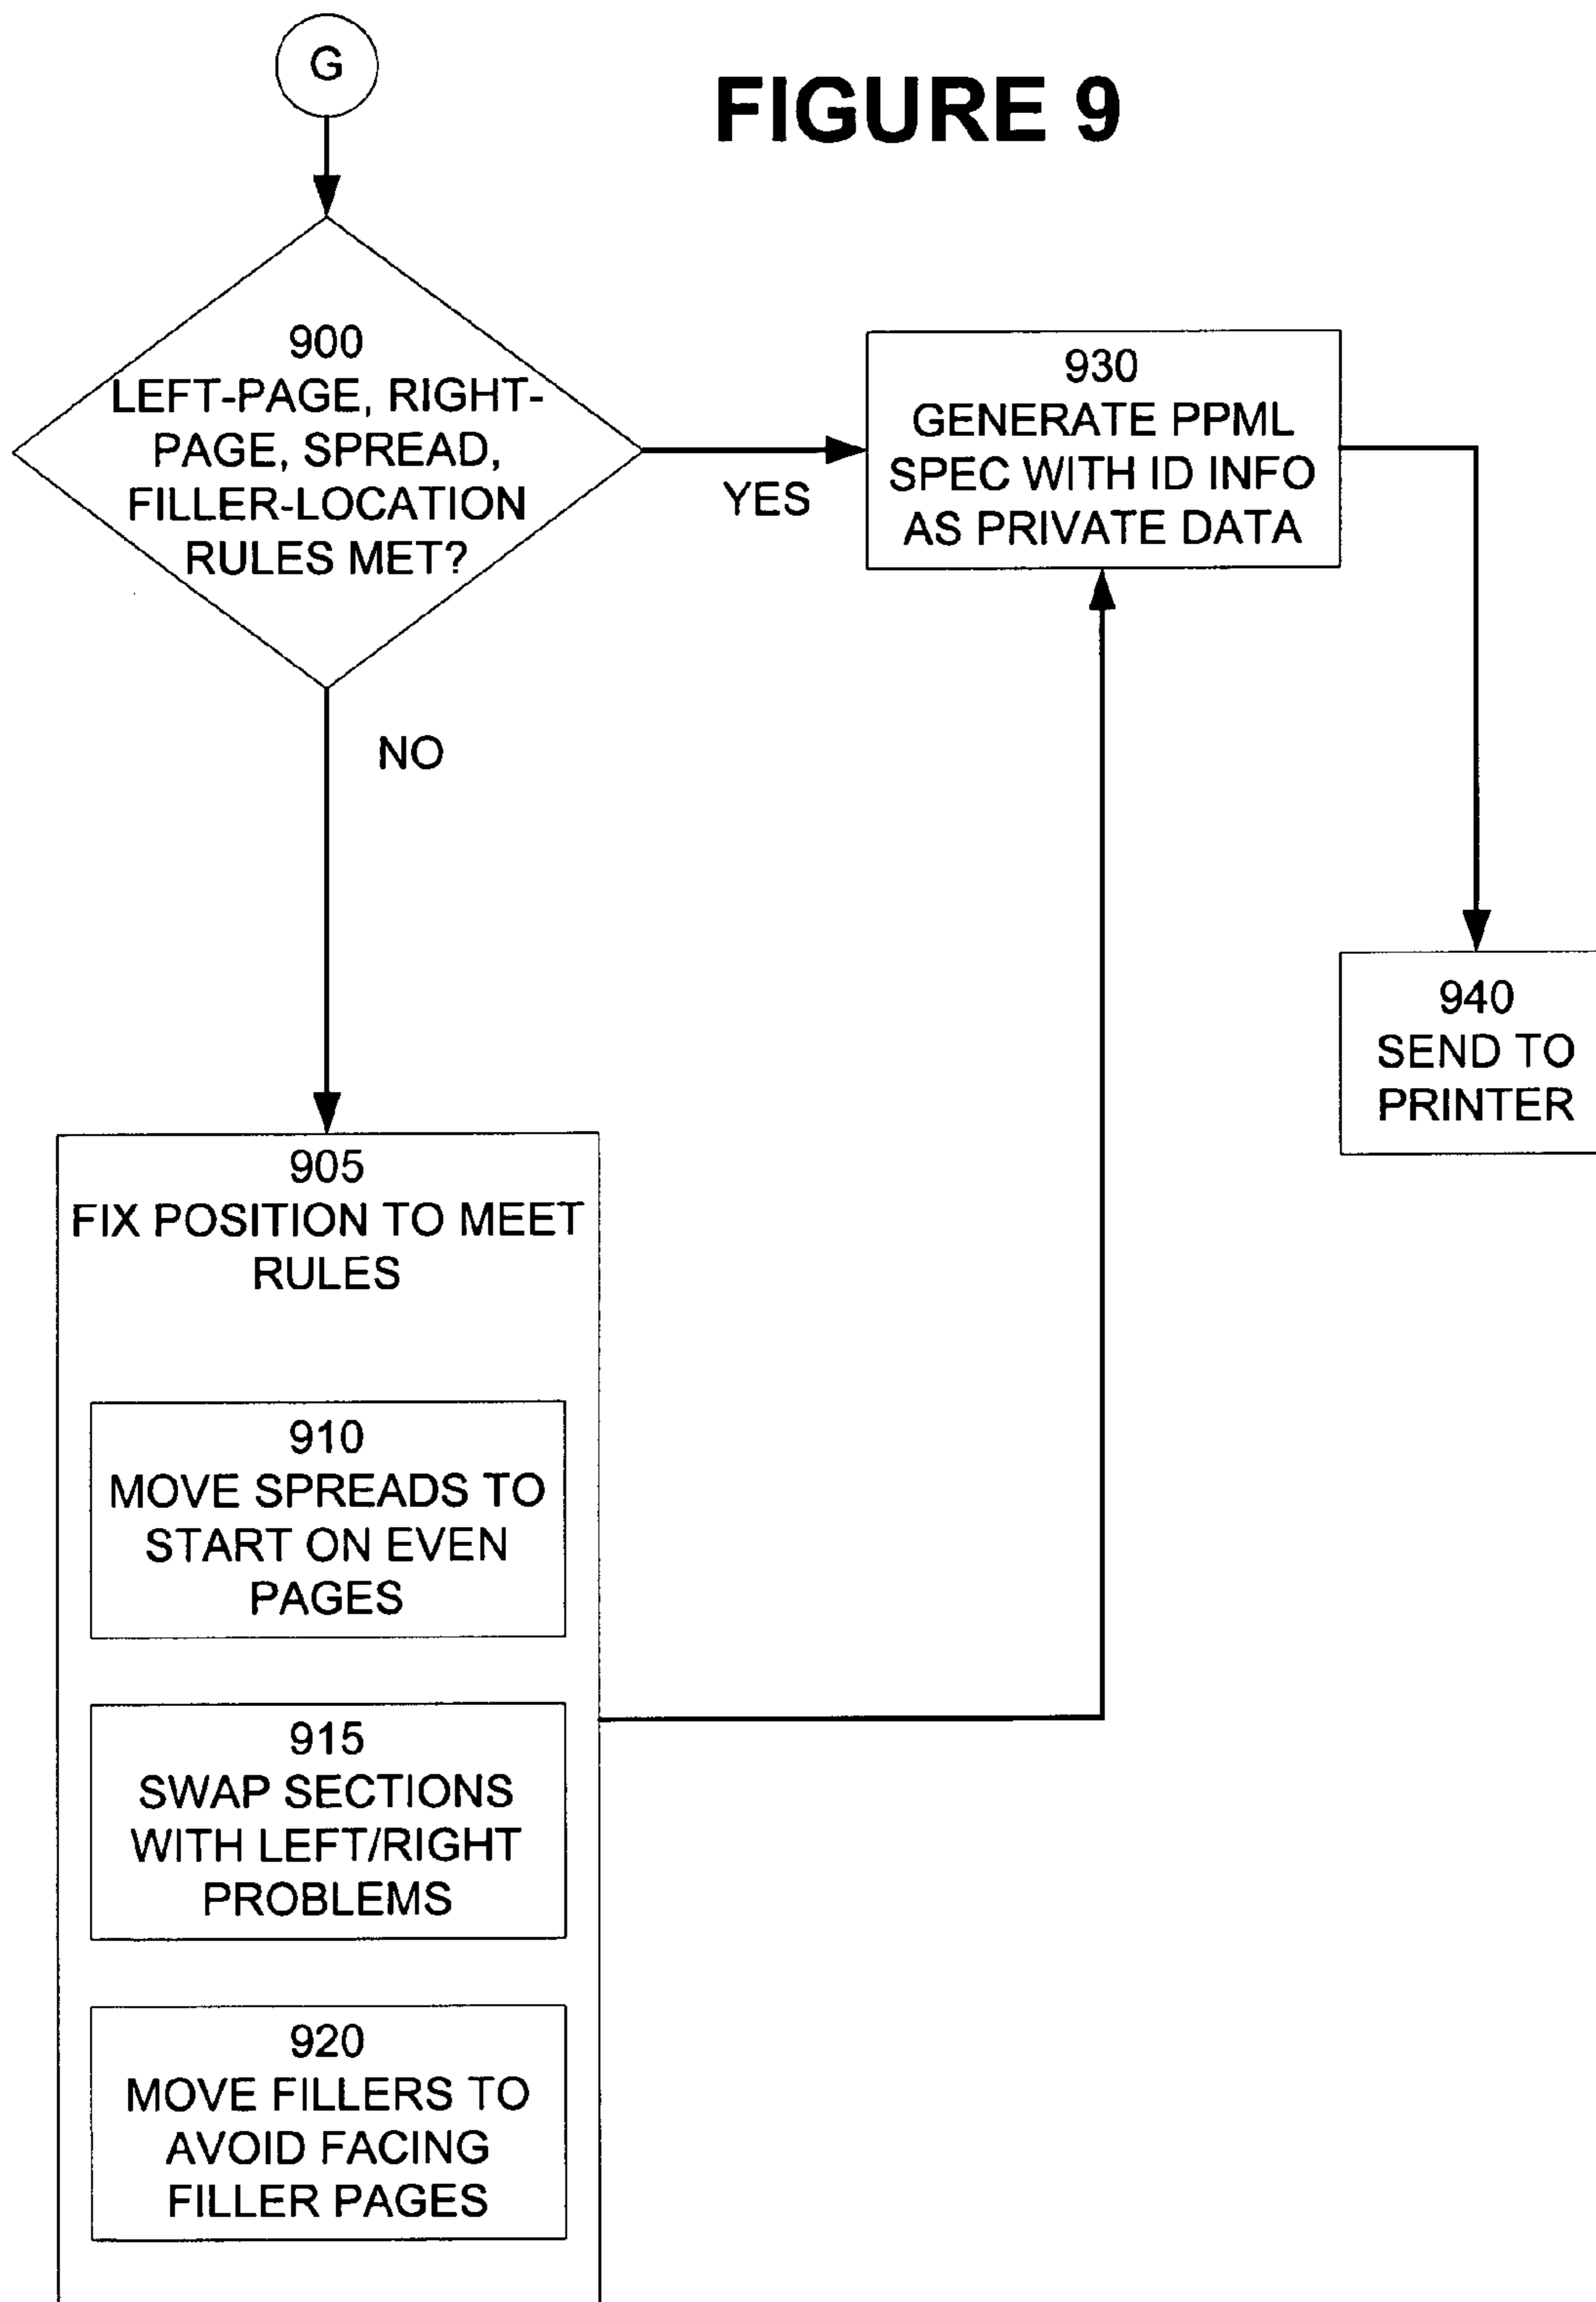 G
FIGURE 9
900
LEFT-PAGE, RIGHT-
PAGE, SPREAD,
FILLER-LOCATION
RULES MET?
YES
NO
930
GENERATE PPML
SPEC WITH ID INFO
AS PRIVATE DATA
940
SEND TO
PRINTER
905
FIX POSITION TO MEET
RULES
910
MOVE SPREADS TO
START ON EVEN
PAGES
915
SWAP SECTIONS
WITH LEFT/RIGHT
PROBLEMS
920
MOVE FILLERS TO
AVOID FACING
FILLER PAGES